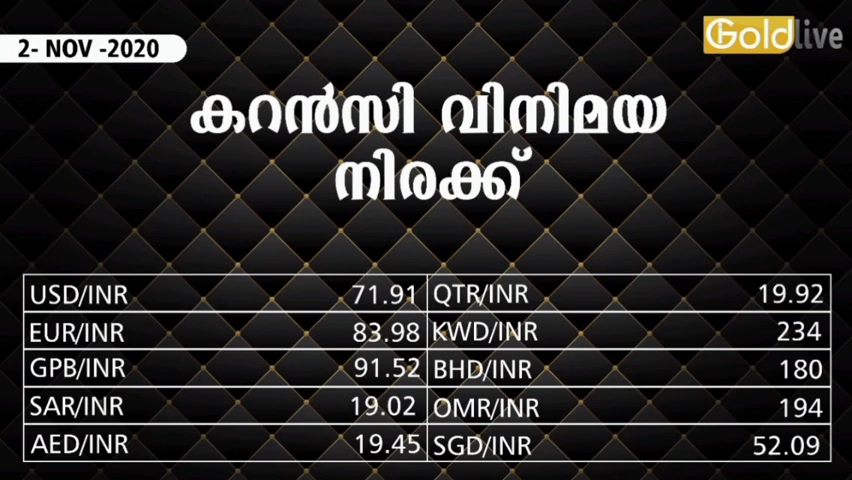 2- NOV -2020
Goldlive
കറൻസി വിനിമയ
നിരക്ക്
USD/INR 71.91 QTR/INR 19.92
EUR/INR 83.98 KWD/INR 234
GPB/INR 91.52 BHD/INR 180
SAR/INR 19.02 OMR/INR 194
AED/INR 19.45 SGD/INR 52.09